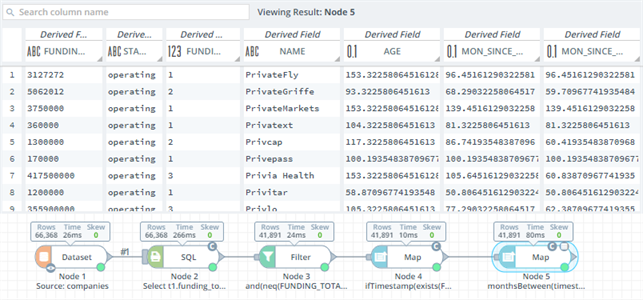 Search column name
Viewing Result: Node 5
Derived F... Derive... Derive... Derived Field Derived Field Derived Field Derived Field
ABC FUNDIN... ABC STA... 123 FUNDI... ABC NAME 0.1 AGE 0.1 MON_SINCE_... 0.1 MON_SINCE_...
1 3127272 operating 1 PrivateFly 153.3225806451612 96.45161290322581 96.45161290322581
2 5062012 operating 2 PrivateGriffe 93.3225806451613 68.29032258064517 59.70967741935484
3 3750000 operating 1 PrivateMarkets 153.3225806451612 139.4516129032258 139.4516129032258
4 360000 operating 1 Privatext 104.3225806451613 81.3225806451613 81.3225806451613
5 1300000 operating 2 Privcap 117.3225806451613 86.74193548387096 60.41935483870968
6 170000 operating 1 Privepass 100.1935483870967 100.19354838709677 100.19354838709677
7 417500000 operating 3 Privia Health 153.3225806451612 105.6451612903225 60.83870967741935
8 1200000 operating 1 Privitar 58.87096774193548 50.80645161290322 50.80645161290322
9 355900000 operating 3 Privlo 105.3225806451613 77.29032258064517 62.38709677419355
Rows Time Skew Rows Time Skew Rows Time Skew Rows Time Skew Rows Time Skew
66,368 26ms 0 66,368 266ms 0 41,891 24ms 0 41,891 10ms 0 41,891 80ms 0
#1
Dataset SQL Filter Map Map
Node 1 Node 2 Node 3 Node 4 Node 5
Source: companies Select t1.funding_to... and(neq(FUNDING_TOTA... ifTimestamp(exists(F... monthsBetween(timest...